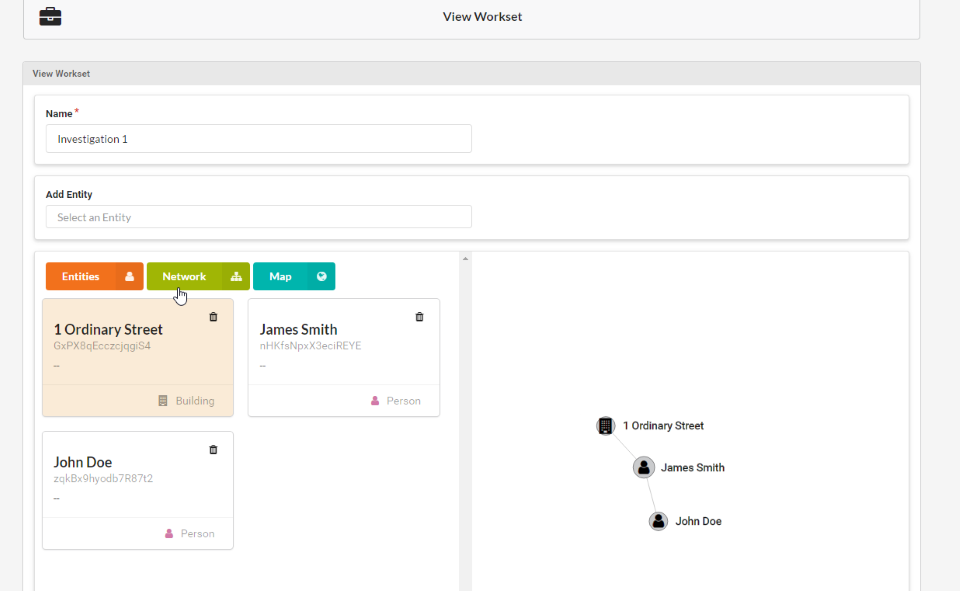 View Workset
View Workset
Name *
Investigation 1
Add Entity
Select an Entity
Entities
Network
Map
1 Ordinary Street
GxPX8qEcczcjqgiS4
--
Building
James Smith
nHKfsNpxX3eciREYE
--
Person
John Doe
zqkBx9hyodb7R87t2
--
Person
1 Ordinary Street
James Smith
John Doe